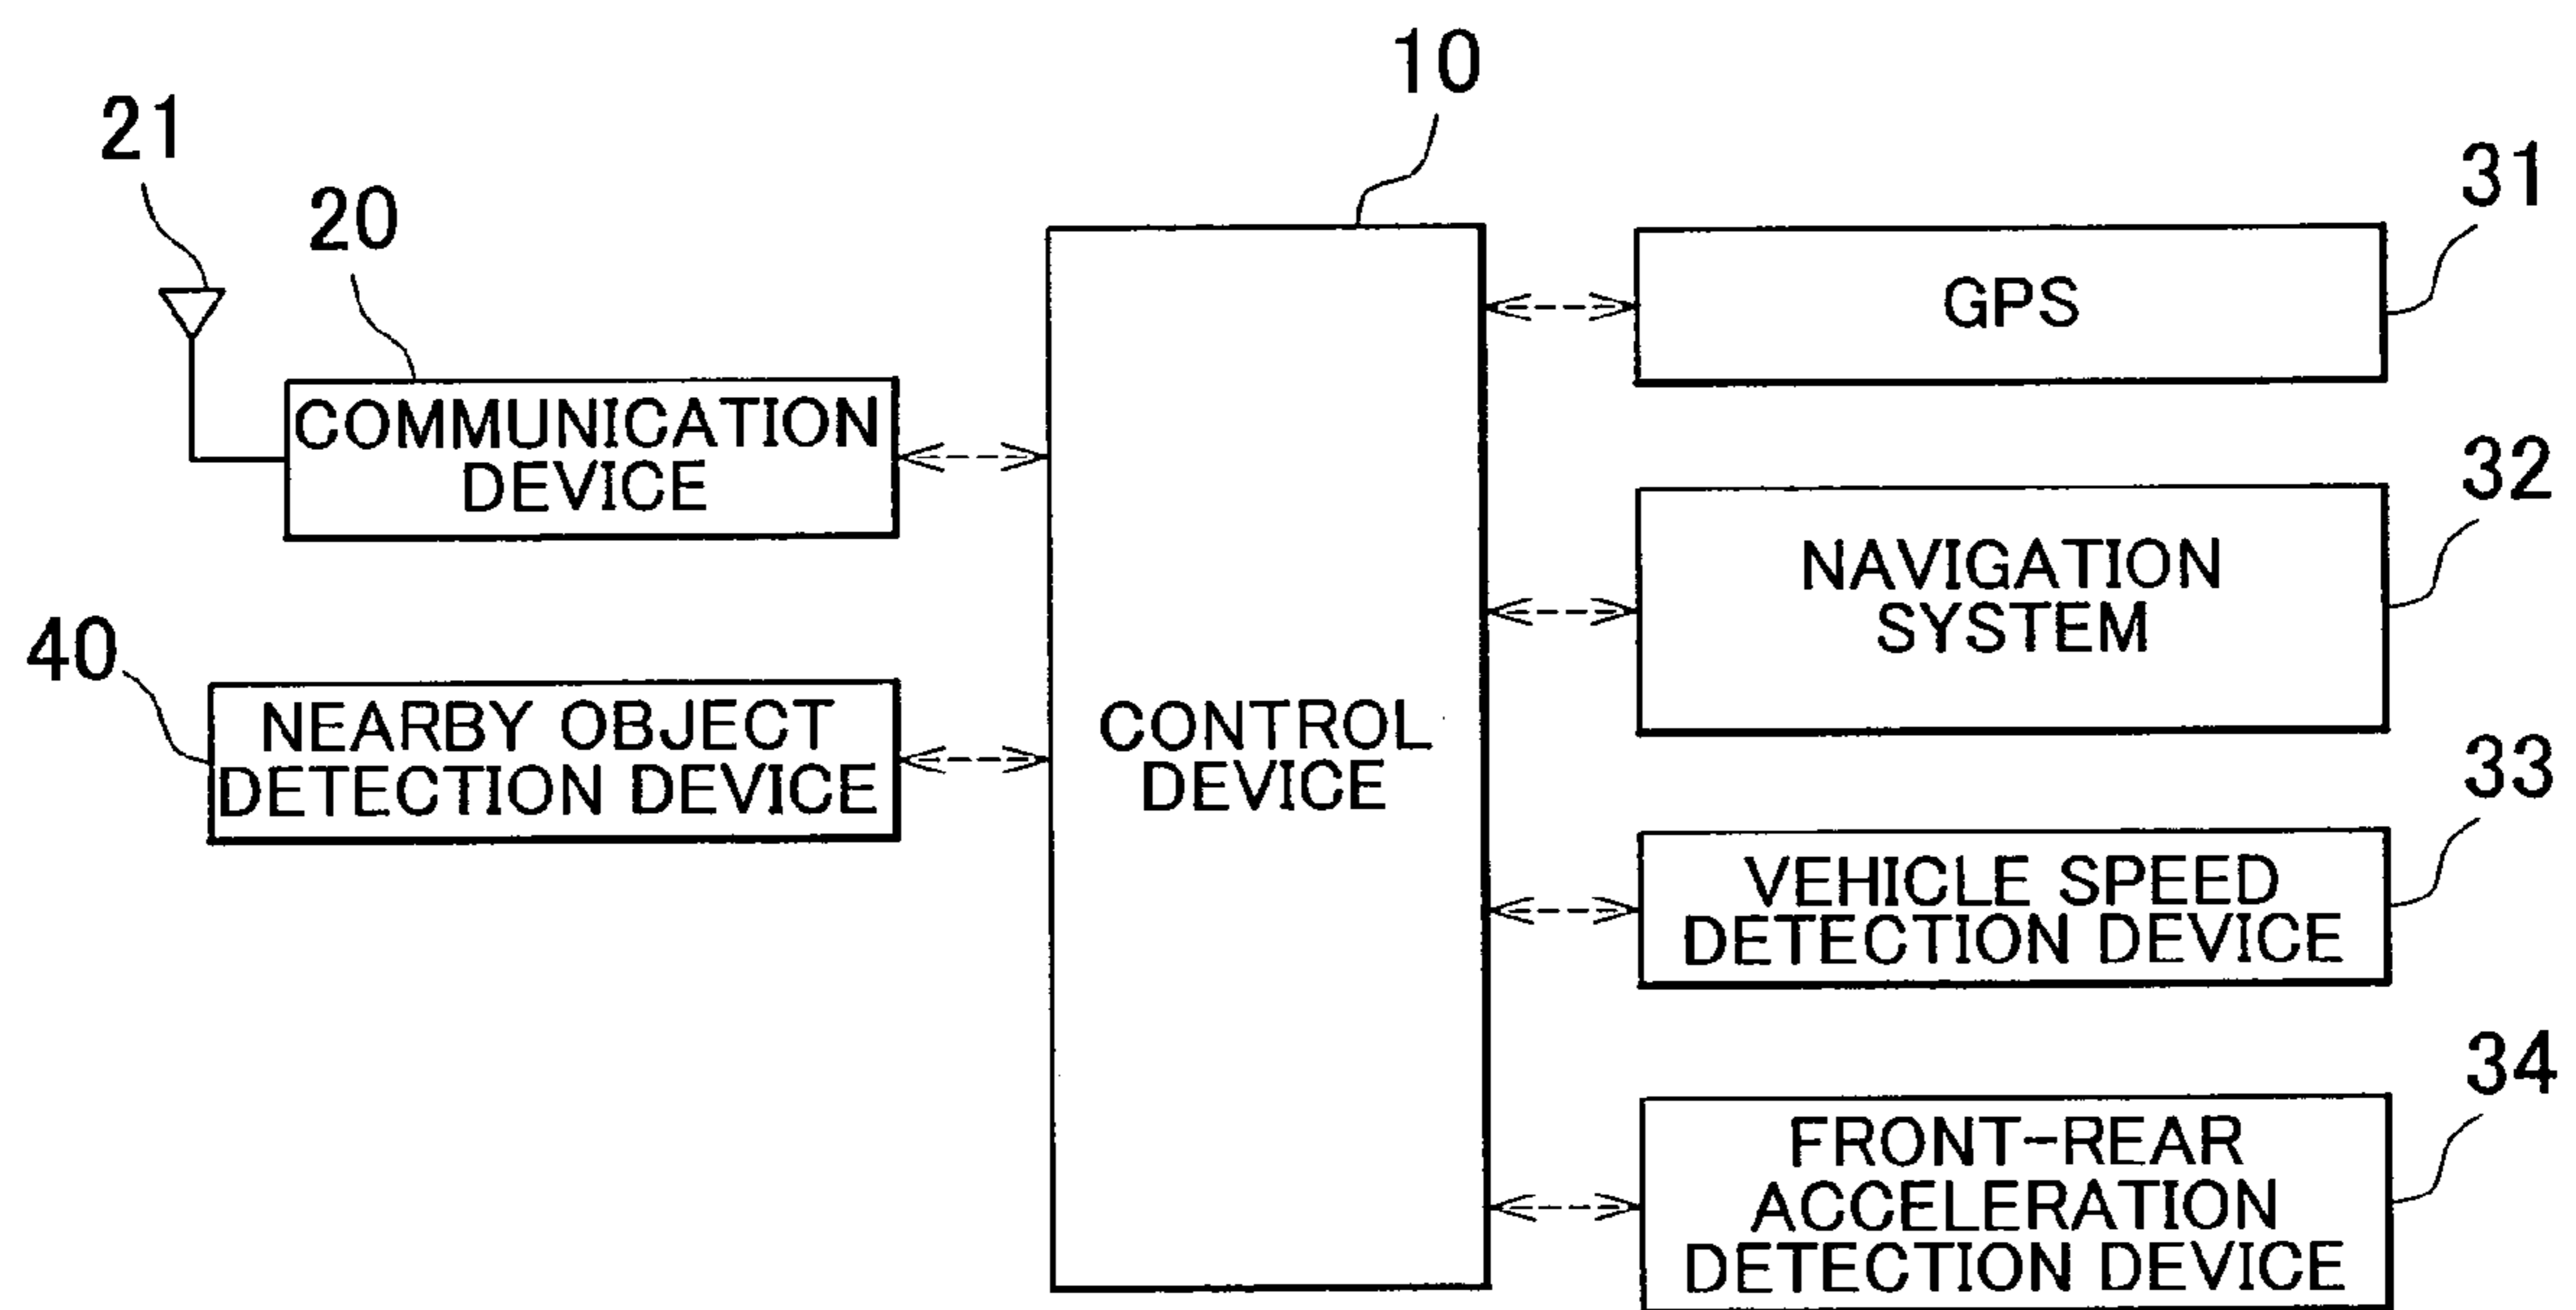 10
21
20
31
GPS
COMMUNICATION
DEVICE
32
NAVIGATION
SYSTEM
40
NEARBY OBJECT
DETECTION DEVICE
CONTROL
DEVICE
33
VEHICLE SPEED
DETECTION DEVICE
34
FRONT-REAR
ACCELERATION
DETECTION DEVICE